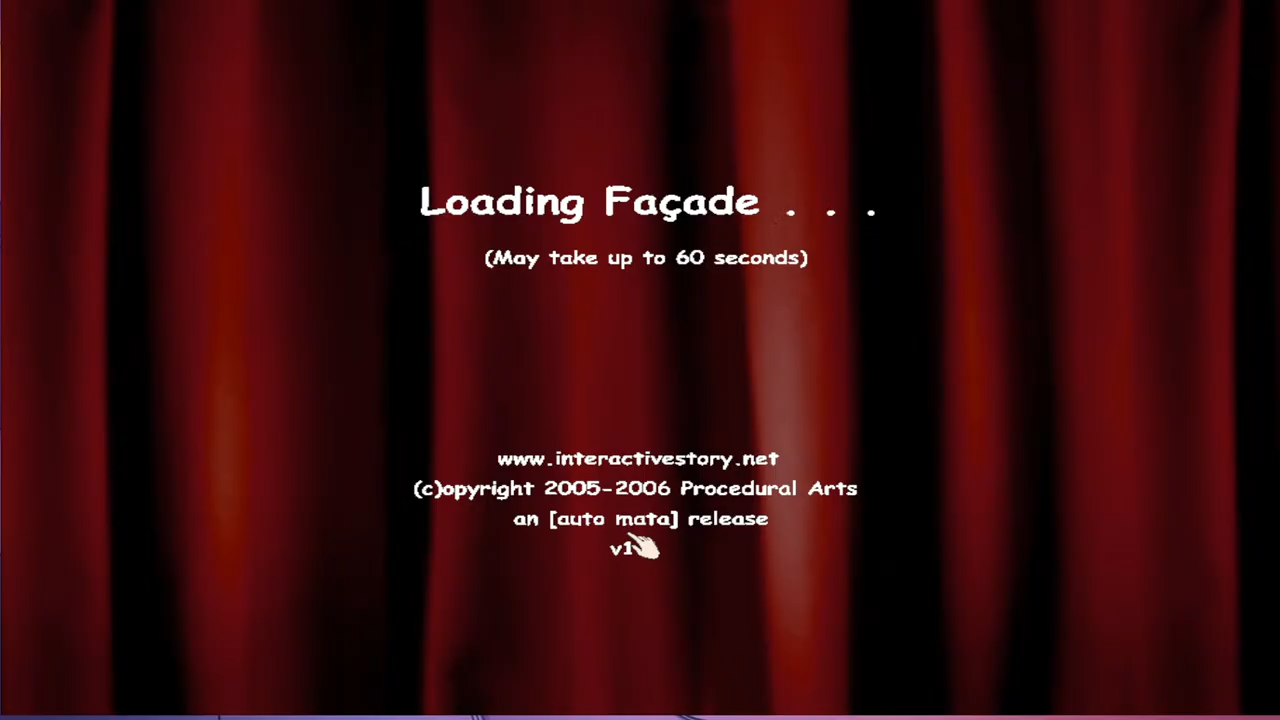 Loading Façade . . .
(May take up to 60 seconds)
www.interactivestory.net
(c)opyright 2005-2006 Procedural Arts
an [auto mata] release
v1